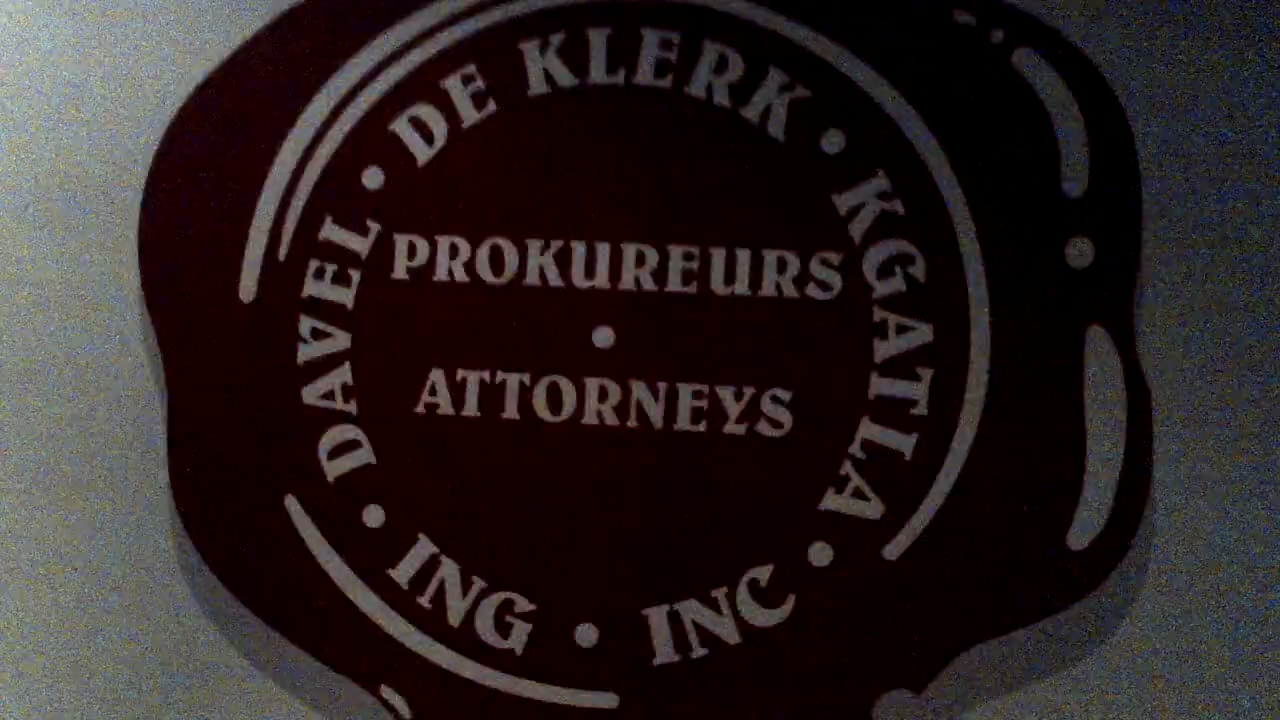 DAVEL • DE KLERK • KGATLA
PROKUREURS
•
ATTORNEYS
ING • INC